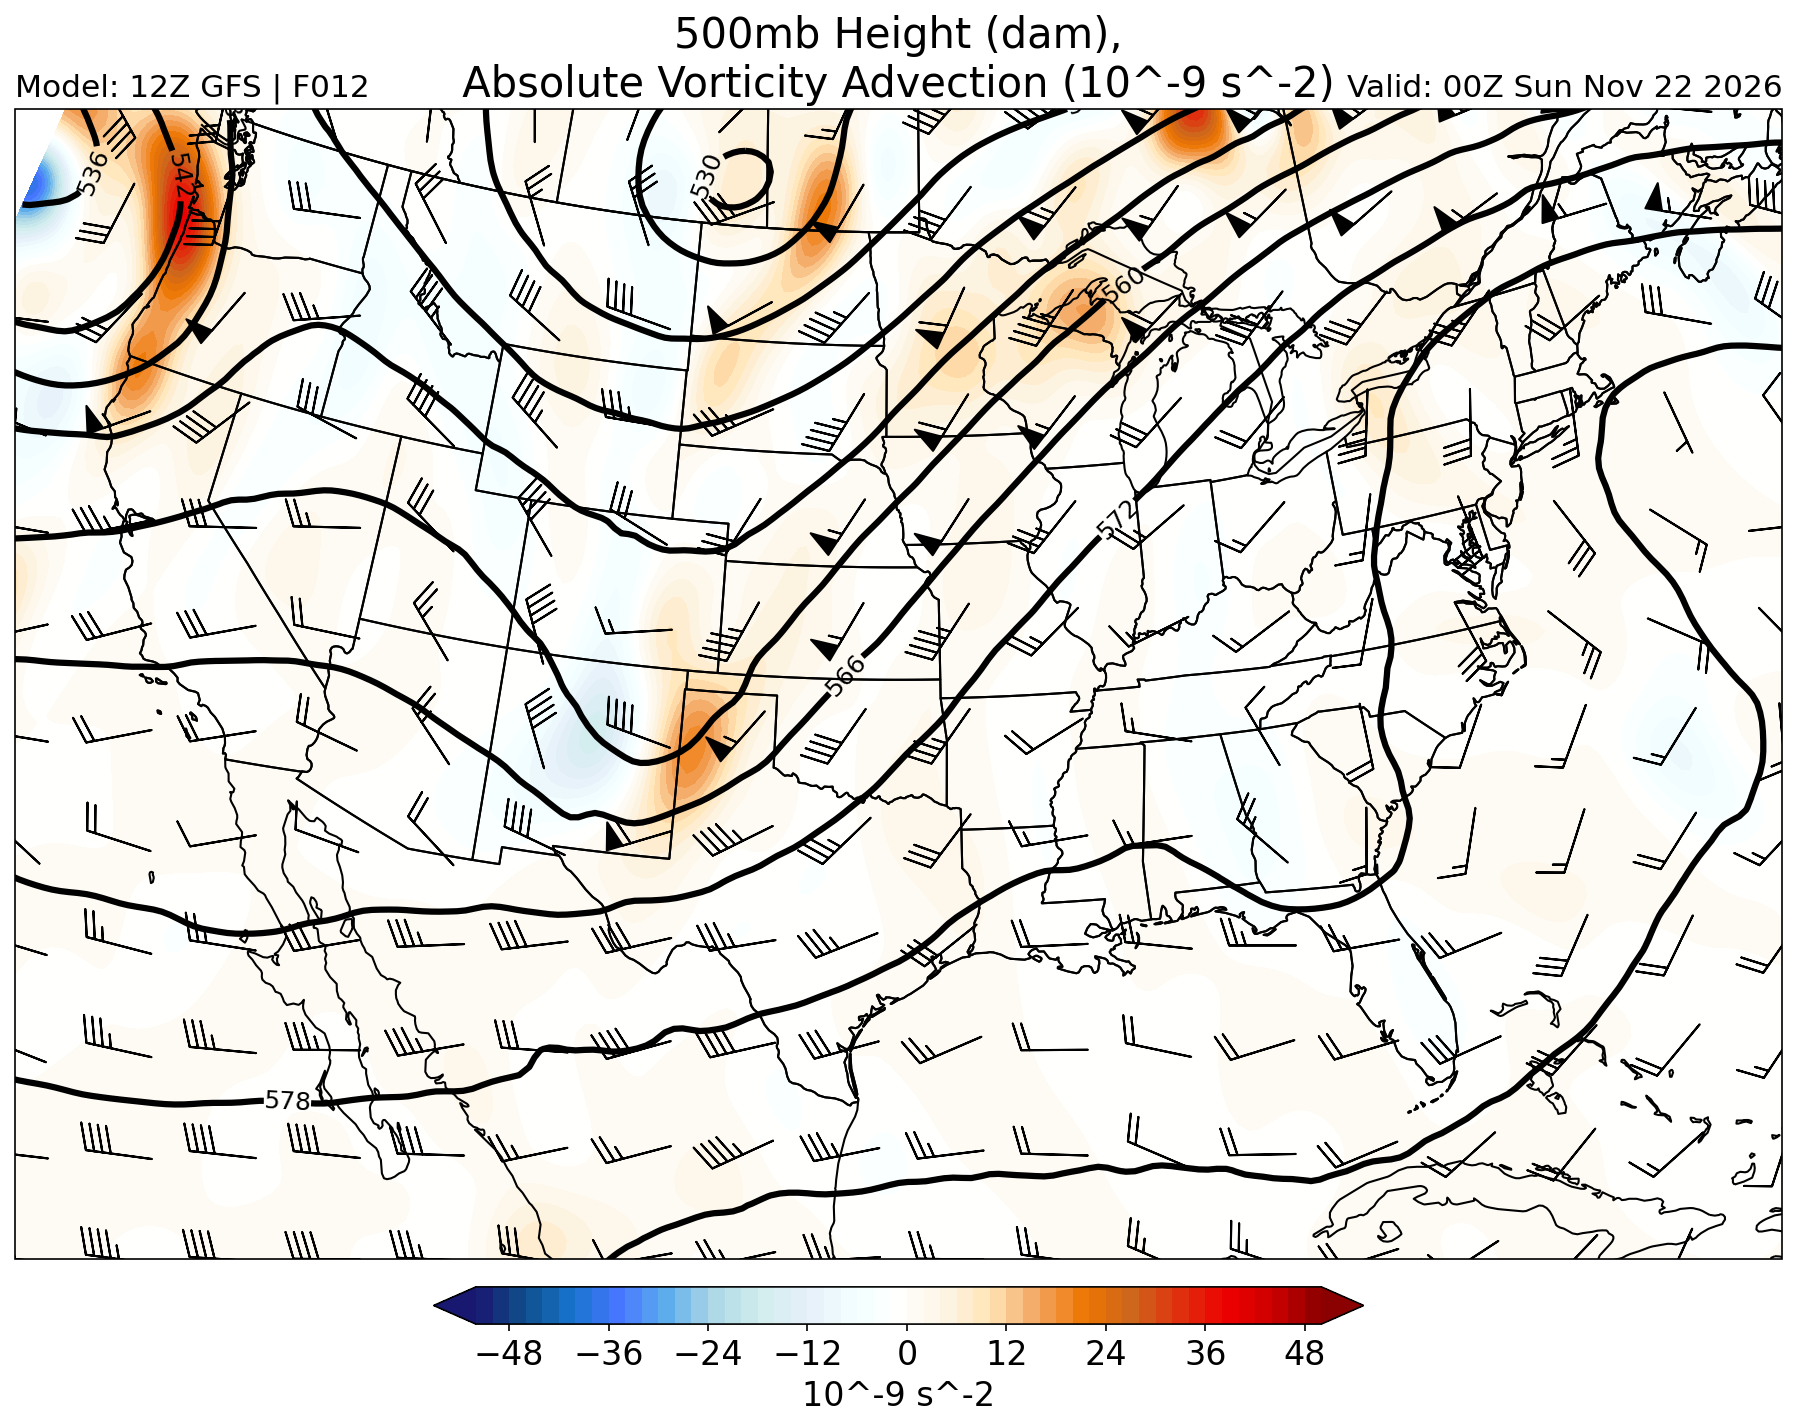 500mb Height (dam),
Model: 12Z GFS | F012 Absolute Vorticity Advection (10^-9 s^-2) Valid: 00Z Sun Nov 22 2026
536
542
530
560
572
566
578
−48 −36 −24 −12 0 12 24 36 48
10^-9 s^-2